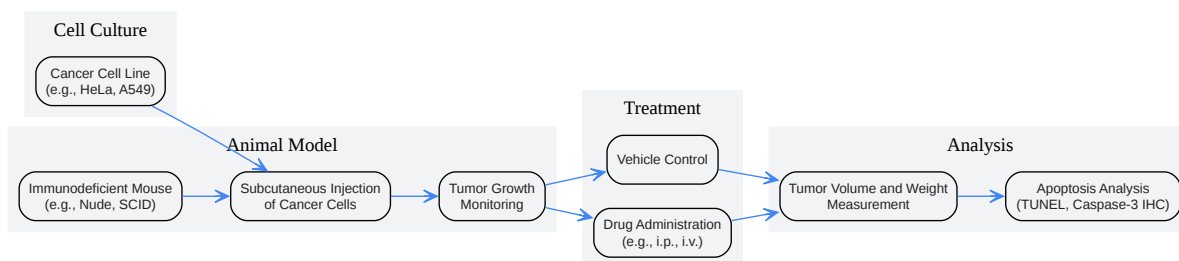 Cell Culture
Cancer Cell Line
(e.g., HeLa, A549)
Animal Model
Immunodeficient Mouse
(e.g., Nude, SCID)
Subcutaneous Injection
of Cancer Cells
Tumor Growth
Monitoring
Treatment
Vehicle Control
Drug Administration
(e.g., i.p., i.v.)
Analysis
Tumor Volume and Weight
Measurement
Apoptosis Analysis
(TUNEL, Caspase-3 IHC)